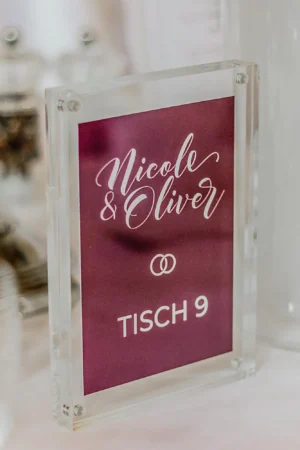 Nicole
& Oliver
TISCH 9